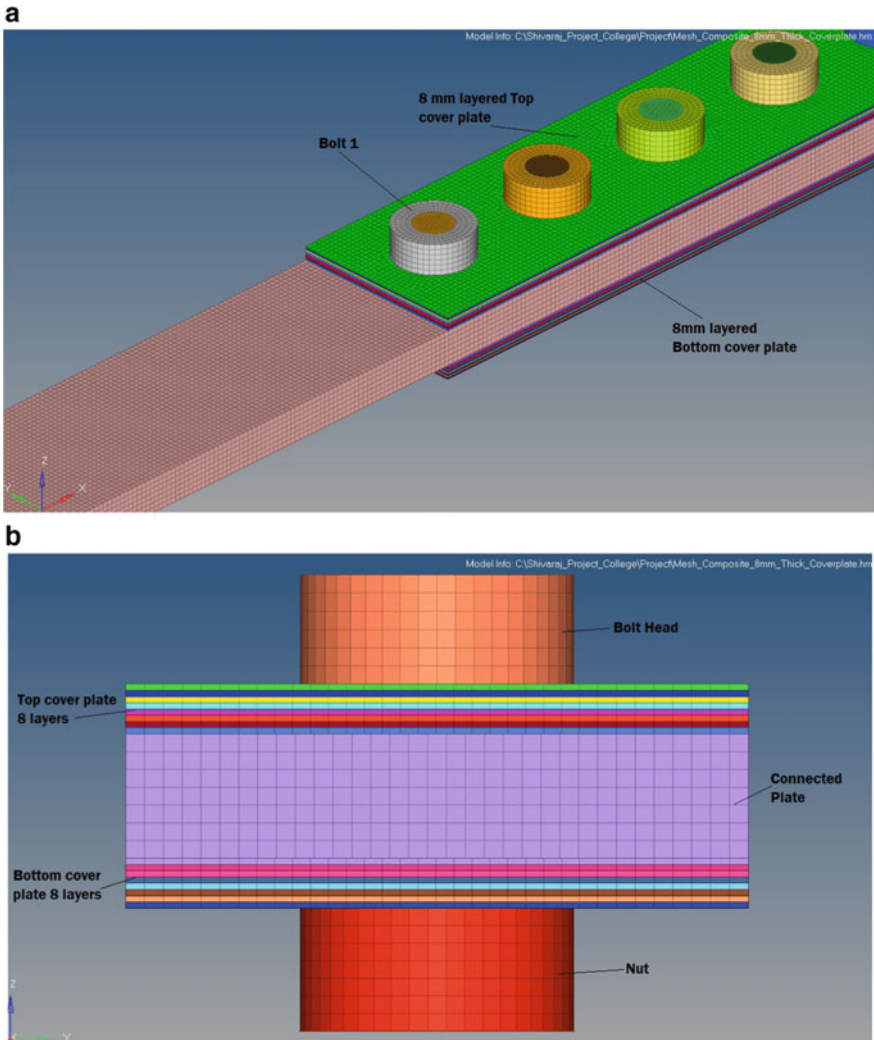 a
Model Info: C:\Shivaraj_Project_College\Project\Mesh_Composite_8mm_Thick_Coverplate.hm
8 mm layered Top
cover plate
Bolt 1
8mm layered
Bottom cover plate
Z
Y
X
b
Model Info: C:\Shivaraj_Project_College\Project\Mesh_Composite_8mm_Thick_Coverplate.hm
Bolt Head
Top cover plate
8 layers
Connected
Plate
Bottom cover
plate 8 layers
Nut
Z
X
Y